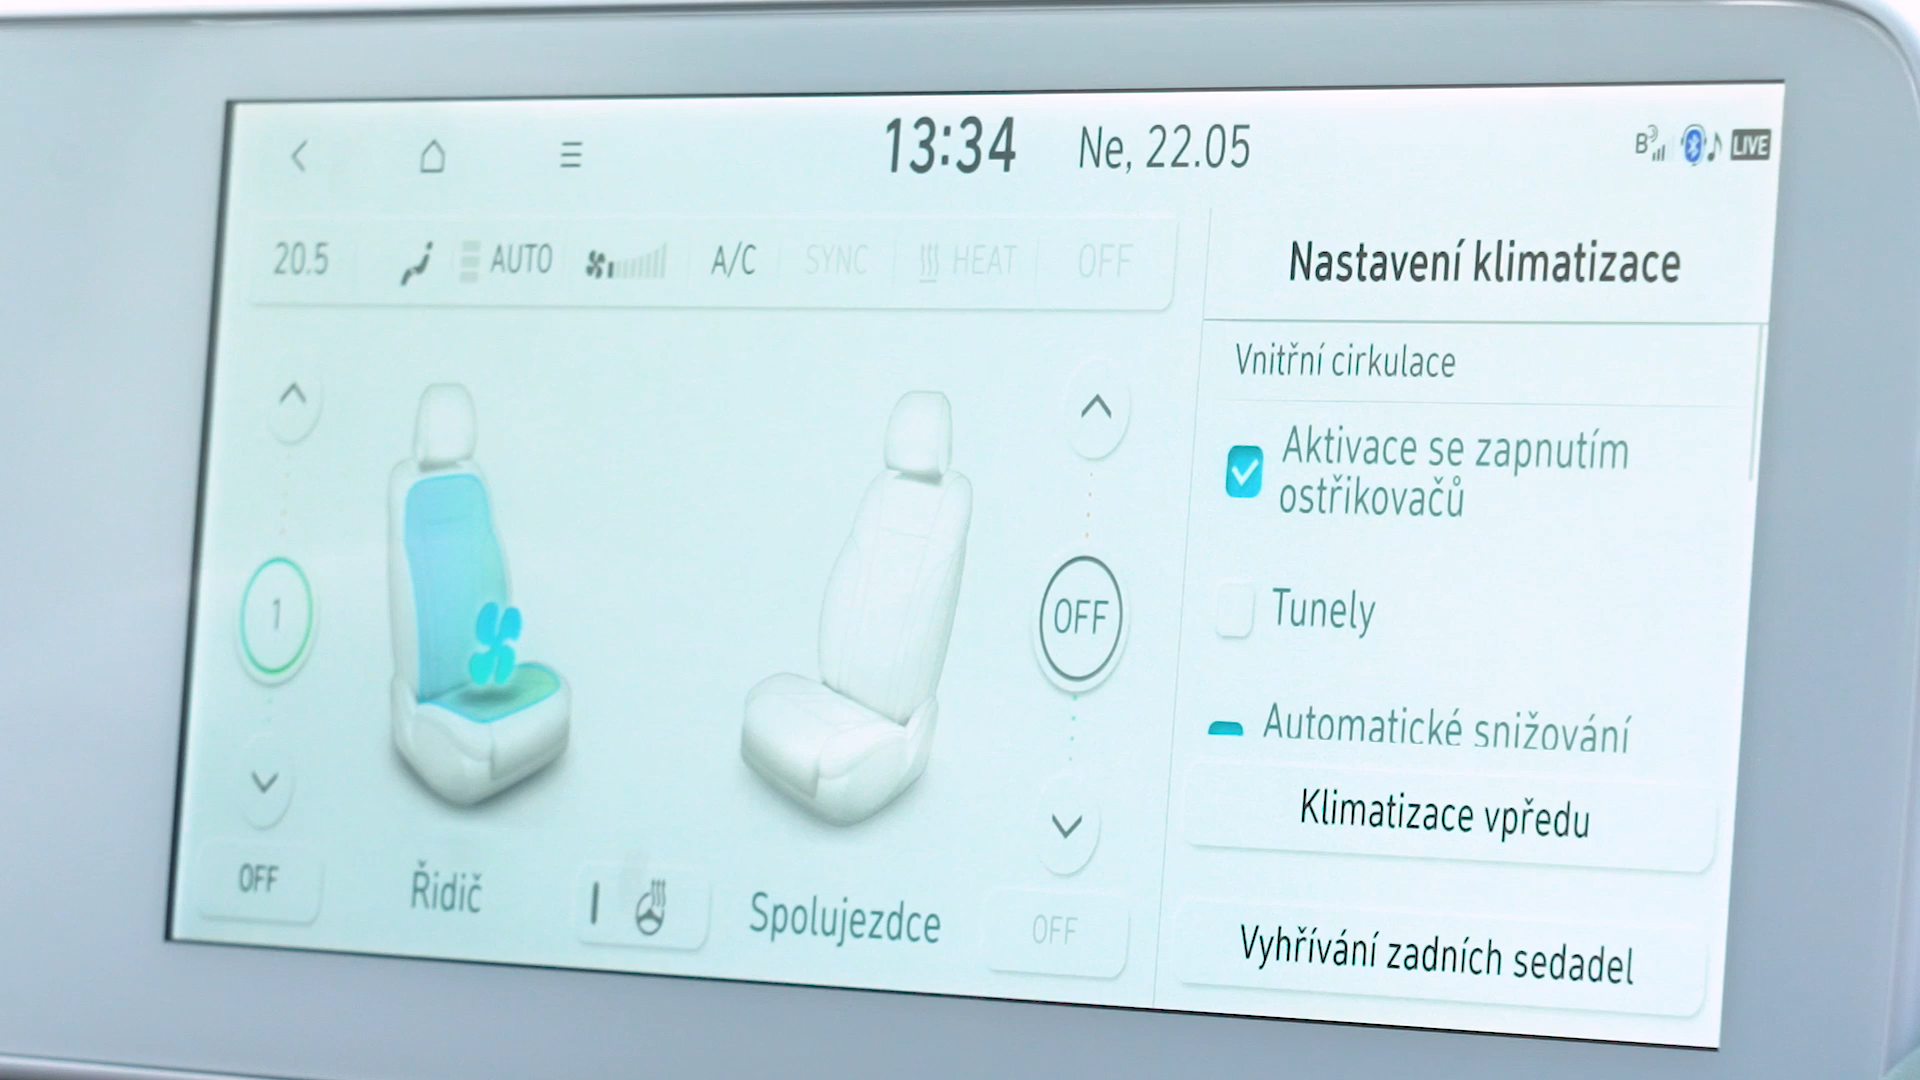 13:34 Ne, 22.05 LIVE
20.5 AUTO A/C SYNC HEAT OFF
Nastavení klimatizace
Vnitřní cirkulace
Aktivace se zapnutím
ostřikovačů
1
OFF
Tunely
Automatické snižování
Klimatizace vpředu
OFF
Řidič
Spolujezdce
OFF
Vyhřívání zadních sedadel